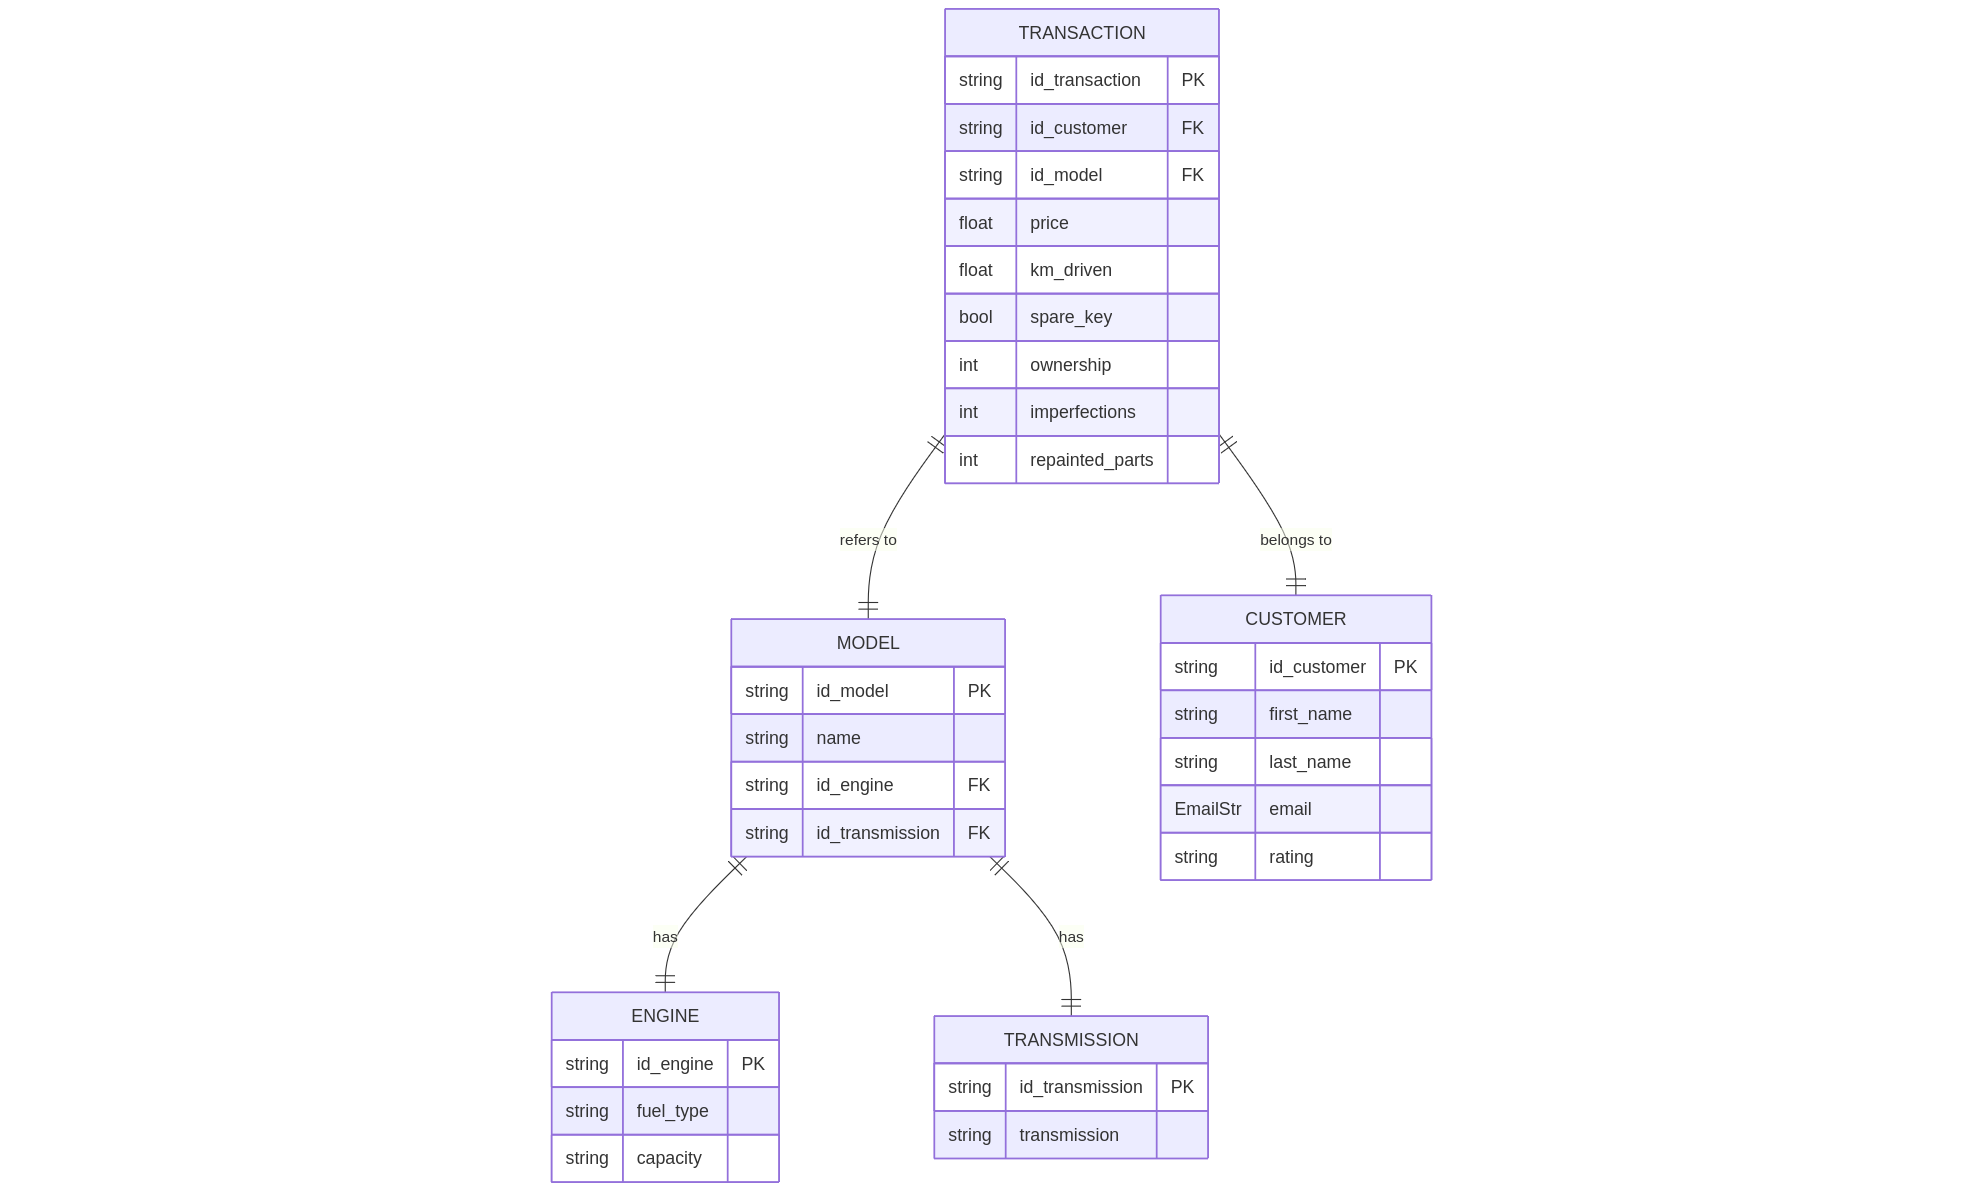 TRANSACTION
string id_transaction PK
string id_customer FK
string id_model FK
float price
float km_driven
bool spare_key
int ownership
int imperfections
int repainted_parts
refers to
belongs to
MODEL
string id_model PK
string name
string id_engine FK
string id_transmission FK
CUSTOMER
string id_customer PK
string first_name
string last_name
EmailStr email
string rating
has
has
ENGINE
string id_engine PK
string fuel_type
string capacity
TRANSMISSION
string id_transmission PK
string transmission